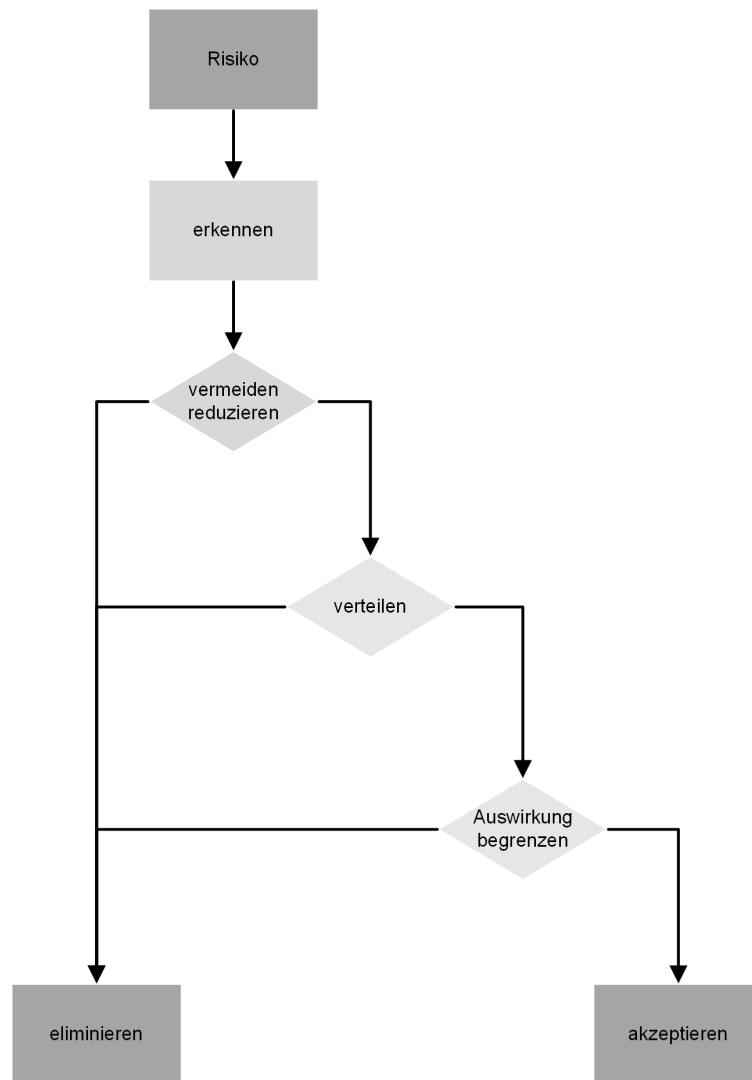 Risiko
erkennen
vermeiden
reduzieren
verteilen
Auswirkung
begrenzen
eliminieren
akzeptieren